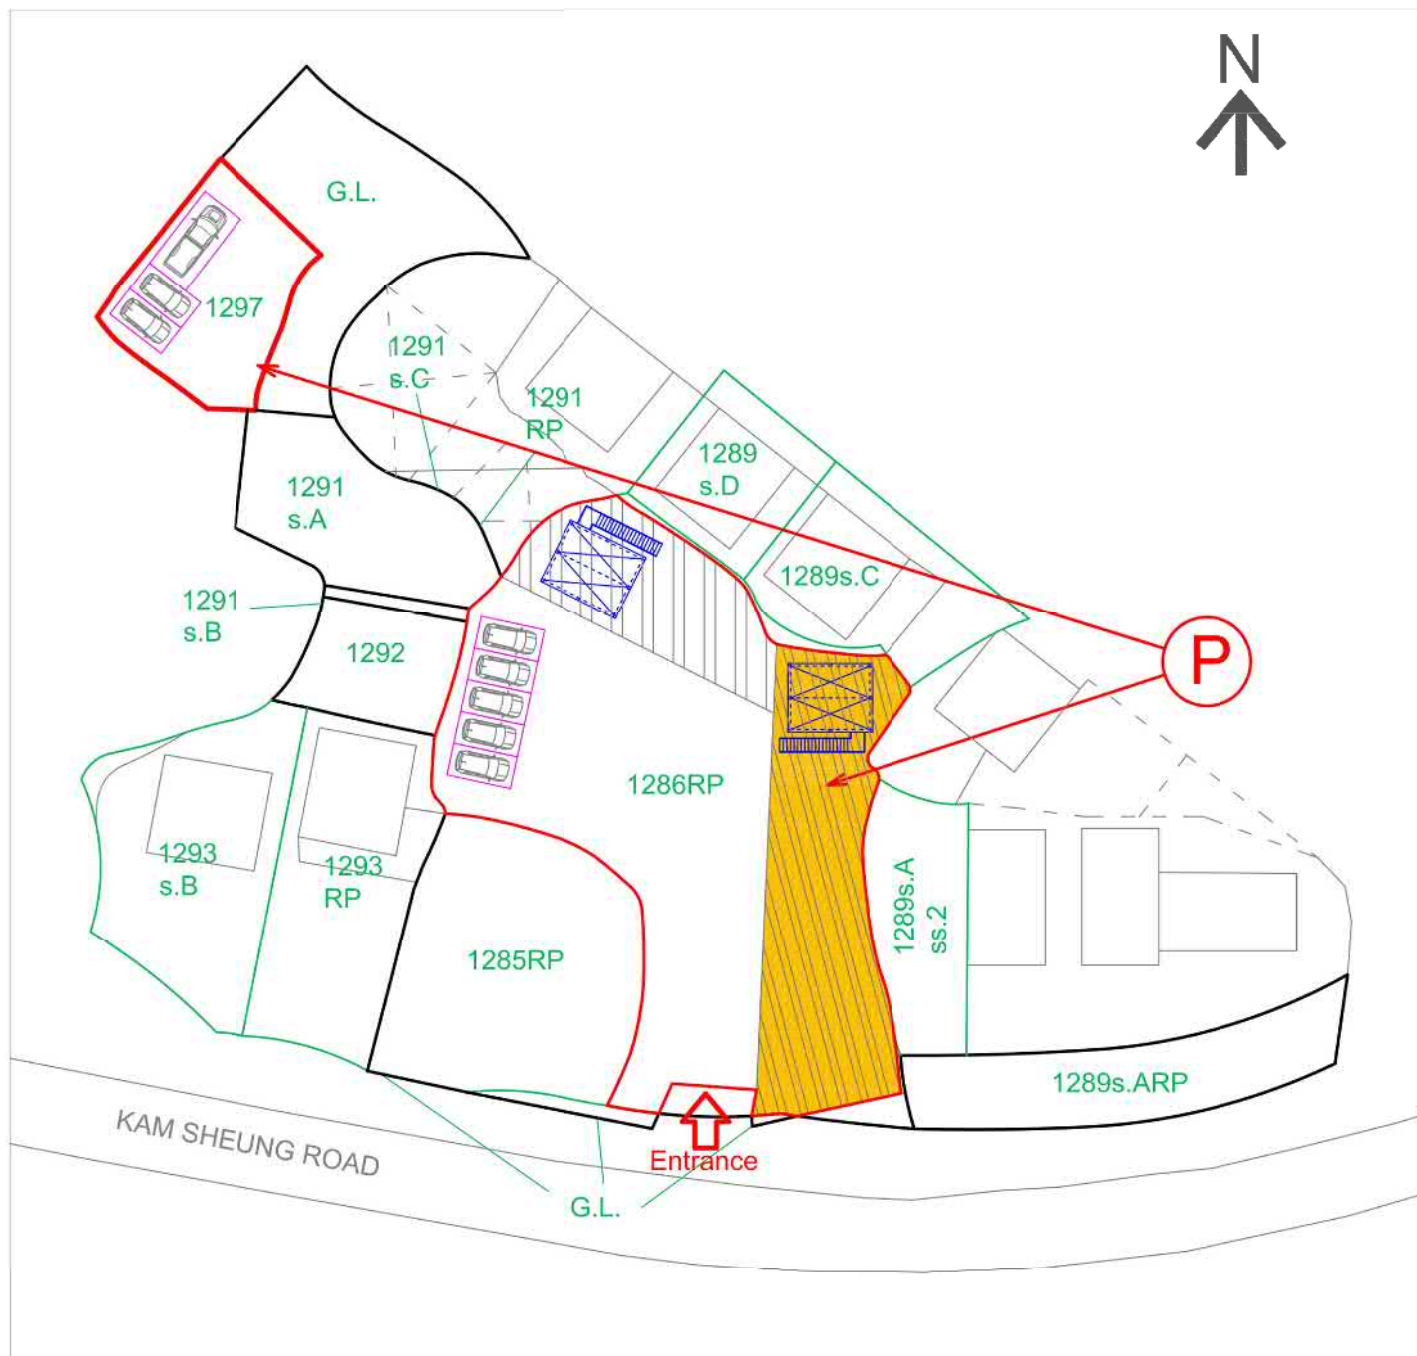 N
G.L.
1297
1291
s.C
1291
RP
1289
s.D
1291
s.A
1289s.C
1291
s.B
1292
P
1286RP
1293
s.B
1293
RP
1289s.A
ss.2
1285RP
1289s.ARP
KAM SHEUNG ROAD
Entrance
G.L.